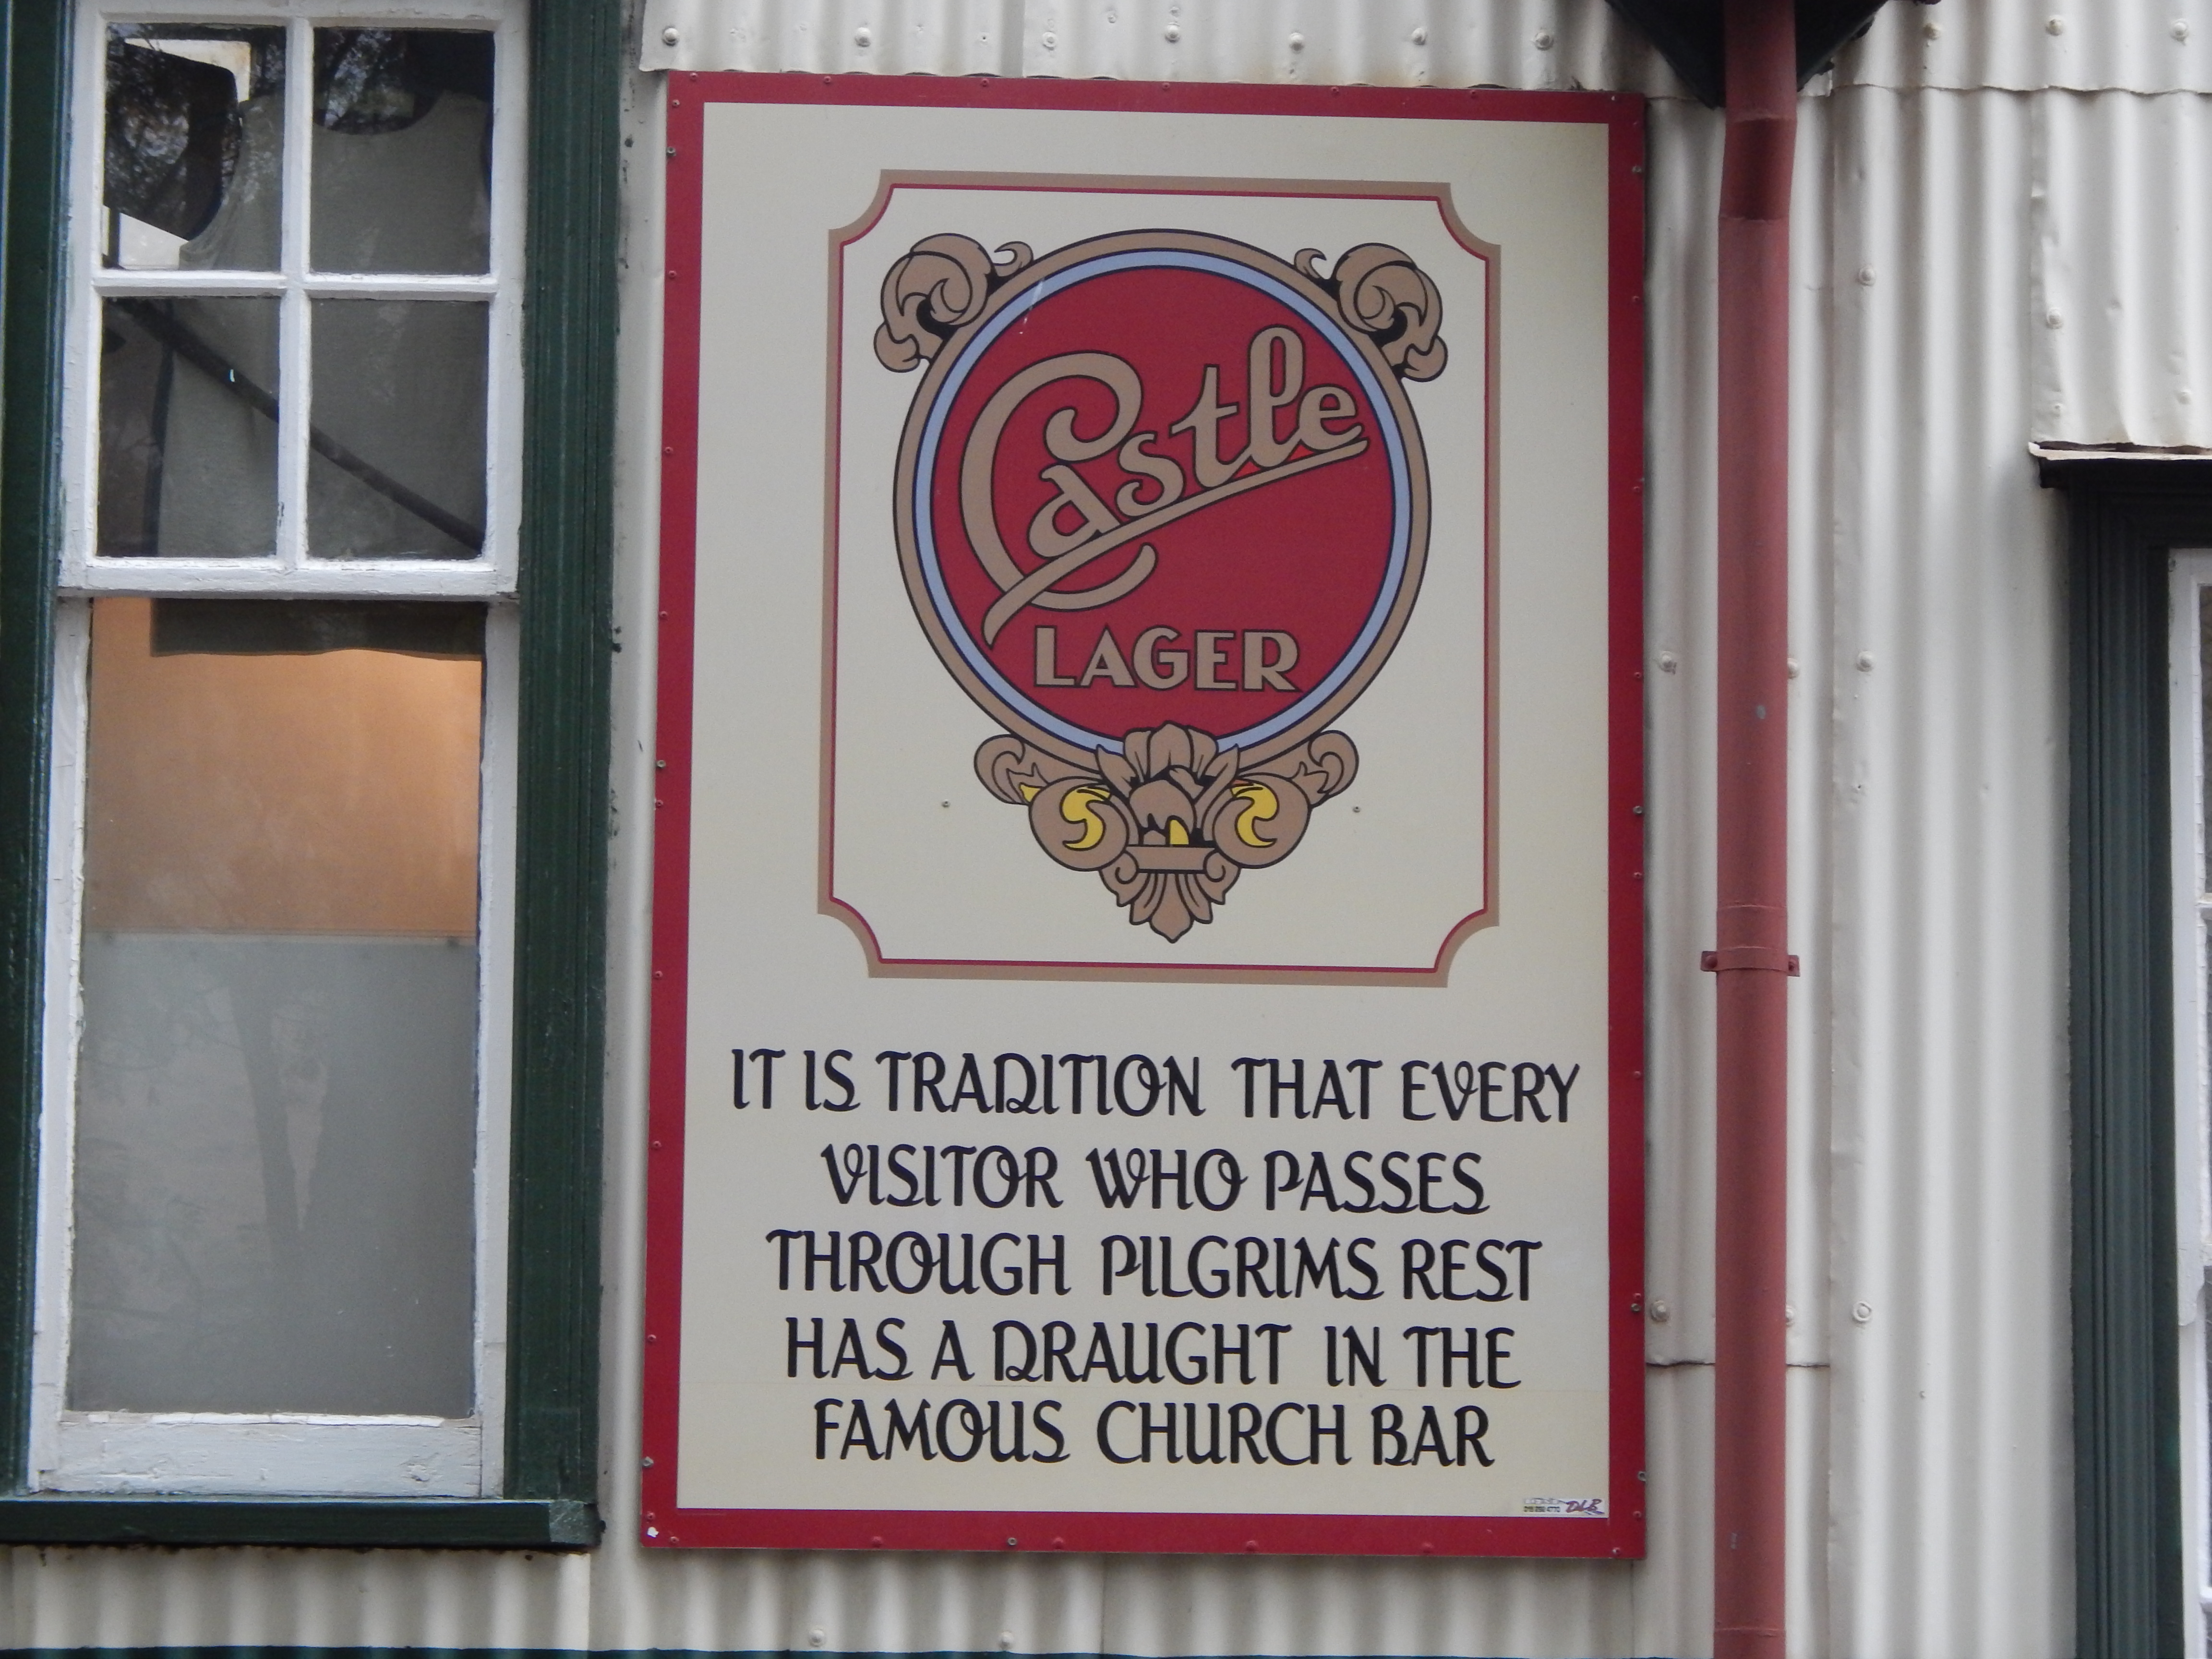 Castle
LAGER
IT IS TRADITION THAT EVERY
VISITOR WHO PASSES
THROUGH PILGRIMS REST
HAS A DRAUGHT IN THE
FAMOUS CHURCH BAR